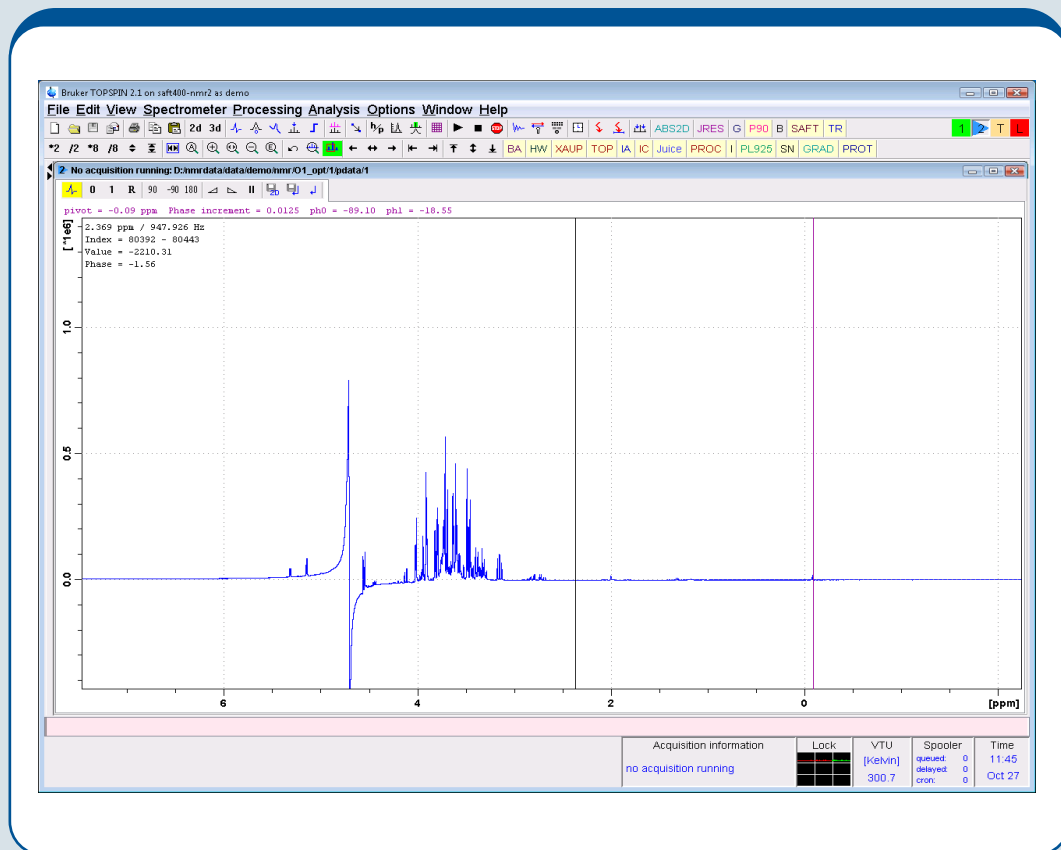 Bruker TOPSPIN 2.1 on saft400-nmr2 as demo
File Edit View Spectrometer Processing Analysis Options Window Help
2d 3d ABS2D JRES G P90 B SAFT TR 1 2 T L
*2 /2 *8 /8 BA HW XAUP TOP IA IC Juice PROC I PL925 SN GRAD PROT
2 No acquisition running: D:/nmrdata/data/demo/nmr/O1_opt/1/pdata/1
0 1 R 90 -90 180 2D
pivot = -0.09 ppm Phase increment = 0.0125 ph0 = -89.10 ph1 = -18.55
2.369 ppm / 947.926 Hz
Index = 80392 - 80443
Value = -2210.31
Phase = -1.56
[*1e6]
1.0
0.5
0.0
6 4 2 0 [ppm]
Acquisition information Lock VTU Spooler Time
no acquisition running [Kelvin] queued: 0 11:45
300.7 delayed: 0 Oct 27
cron: 0